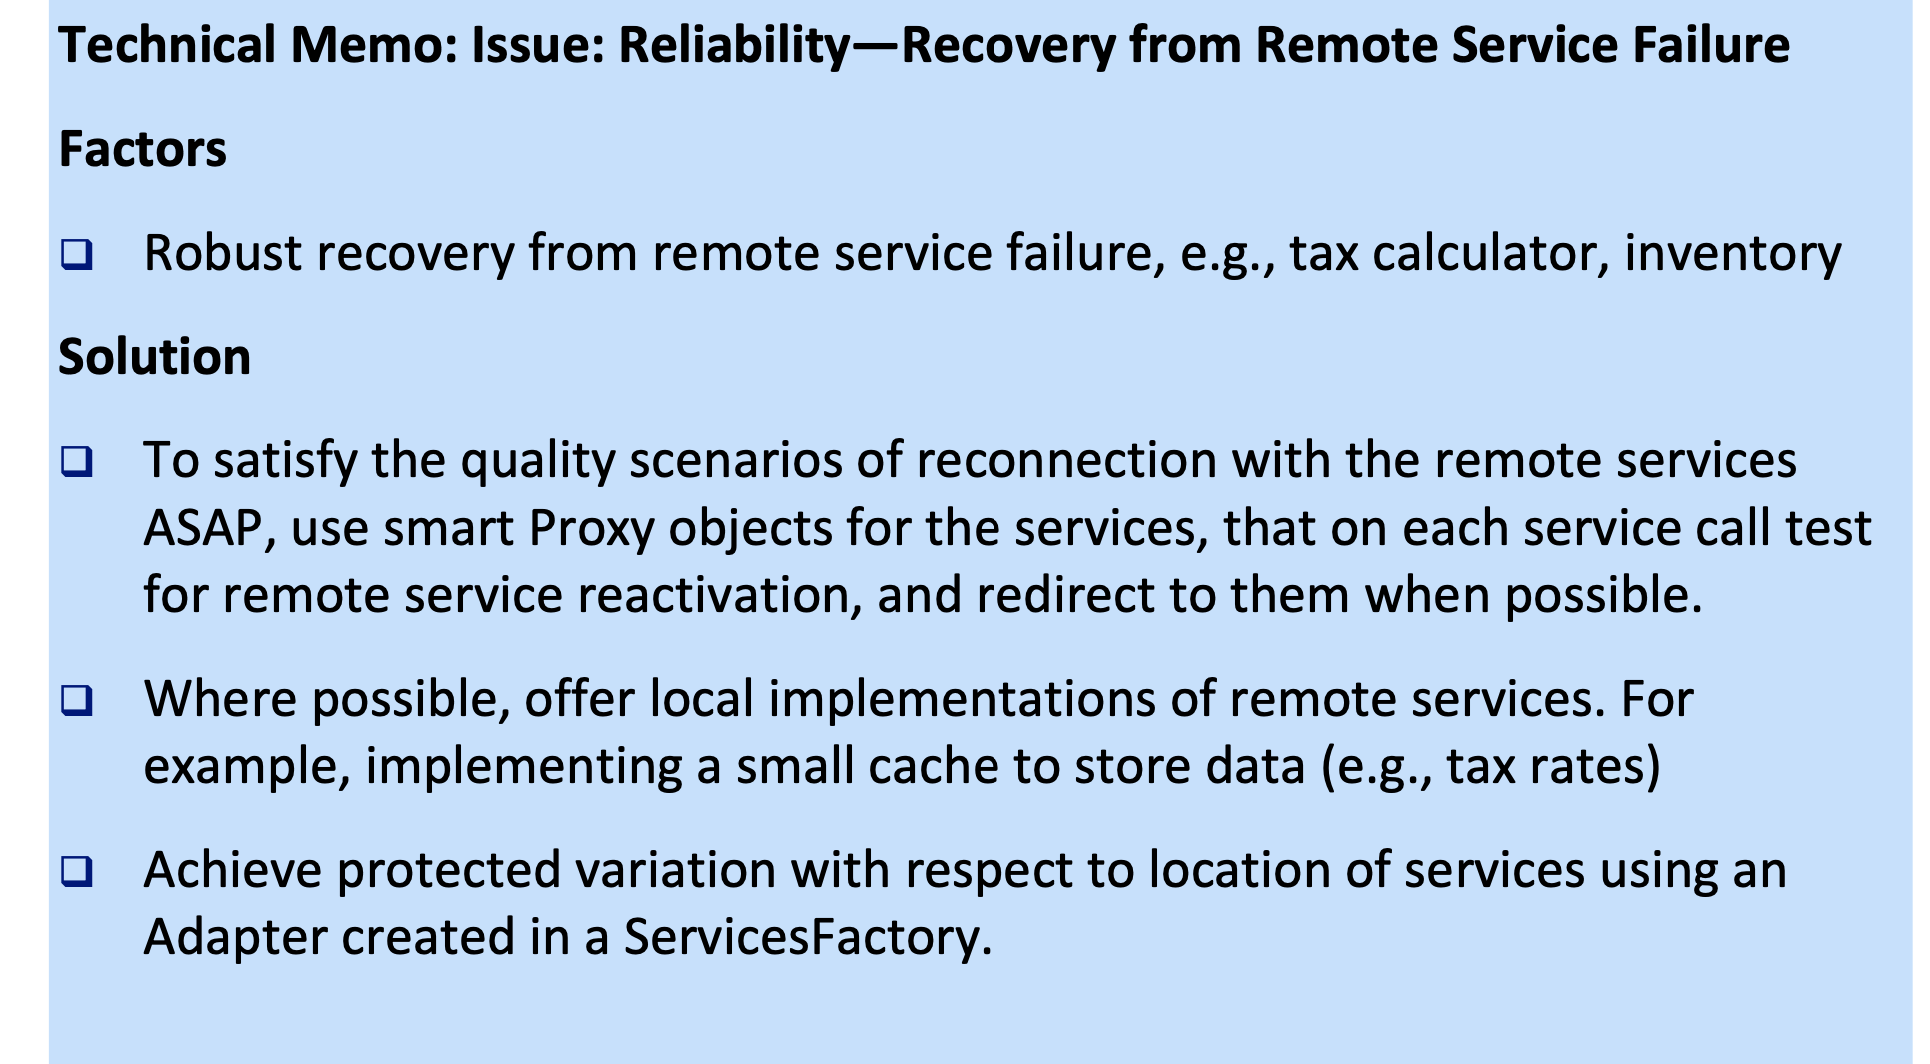 Technical Memo: Issue: Reliability—Recovery from Remote Service Failure
Factors
❑ Robust recovery from remote service failure, e.g., tax calculator, inventory
Solution
❑ To satisfy the quality scenarios of reconnection with the remote services
ASAP, use smart Proxy objects for the services, that on each service call test
for remote service reactivation, and redirect to them when possible.
❑ Where possible, offer local implementations of remote services. For
example, implementing a small cache to store data (e.g., tax rates)
❑ Achieve protected variation with respect to location of services using an
Adapter created in a ServicesFactory.